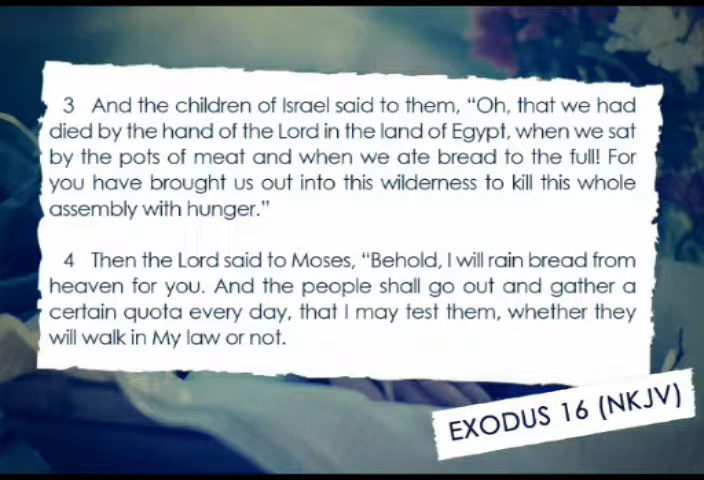 3 And the children of Israel said to them, “Oh, that we had
died by the hand of the Lord in the land of Egypt, when we sat
by the pots of meat and when we ate bread to the full! For
you have brought us out into this wilderness to kill this whole
assembly with hunger.”
4 Then the Lord said to Moses, “Behold, I will rain bread from
heaven for you. And the people shall go out and gather a
certain quota every day, that I may test them, whether they
will walk in My law or not.
EXODUS 16 (NKJV)